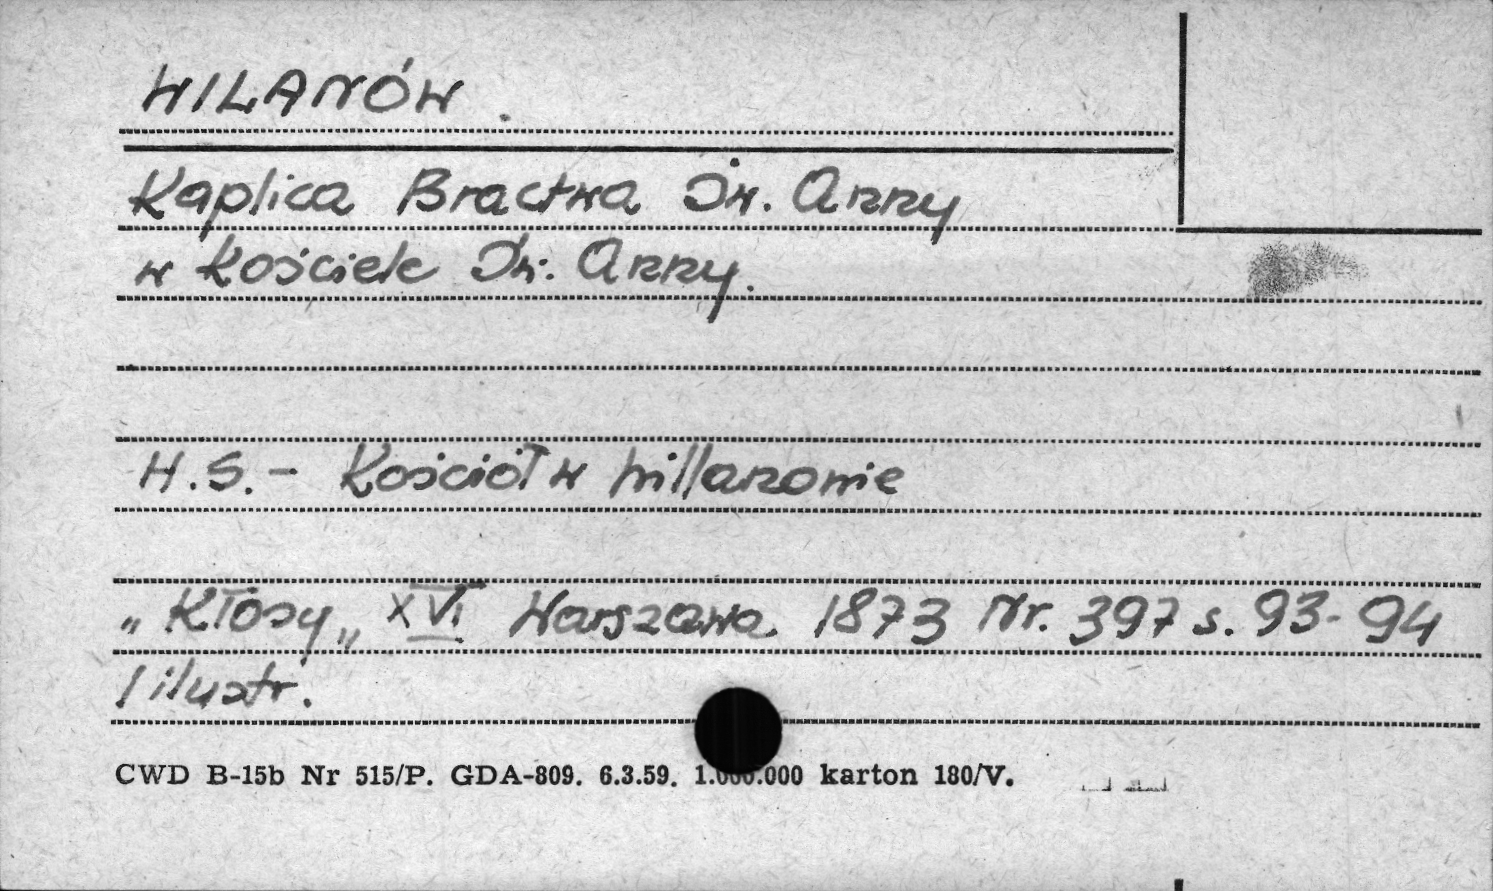 WILANÓW
Kaplica Bractwa Św. Anny
w kościele Św. Anny.
H.S. - Kościół w Willanowie
„Kłosy„ XVI Warszawa 1873 Nr. 397 s. 93-94
1 ilustr.
CWD B-15b Nr 515/P. GDA-809. 6.3.59. 1.000.000 karton 180/V.